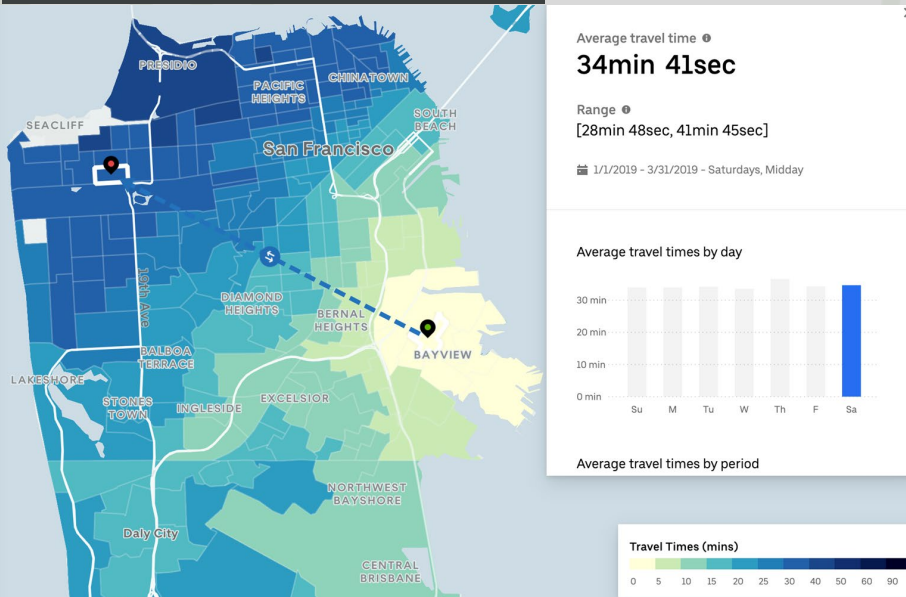 PRESIDIO
PACIFIC
HEIGHTS
CHINATOWN
SEACLIFF
SOUTH
BEACH
San Francisco
19th Ave
DIAMOND
HEIGHTS
BERNAL
HEIGHTS
BAYVIEW
BALBOA
TERRACE
LAKESHORE
STONES
TOWN
INGLESIDE
EXCELSIOR
NORTHWEST
BAYSHORE
Daly City
CENTRAL
BRISBANE
Average travel time
34min 41sec
Range
[28min 48sec, 41min 45sec]
1/1/2019 - 3/31/2019 - Saturdays, Midday
Average travel times by day
30 min
20 min
10 min
0 min
Su M Tu W Th F Sa
Average travel times by period
Travel Times (mins)
0 5 10 15 20 25 30 40 50 60 90